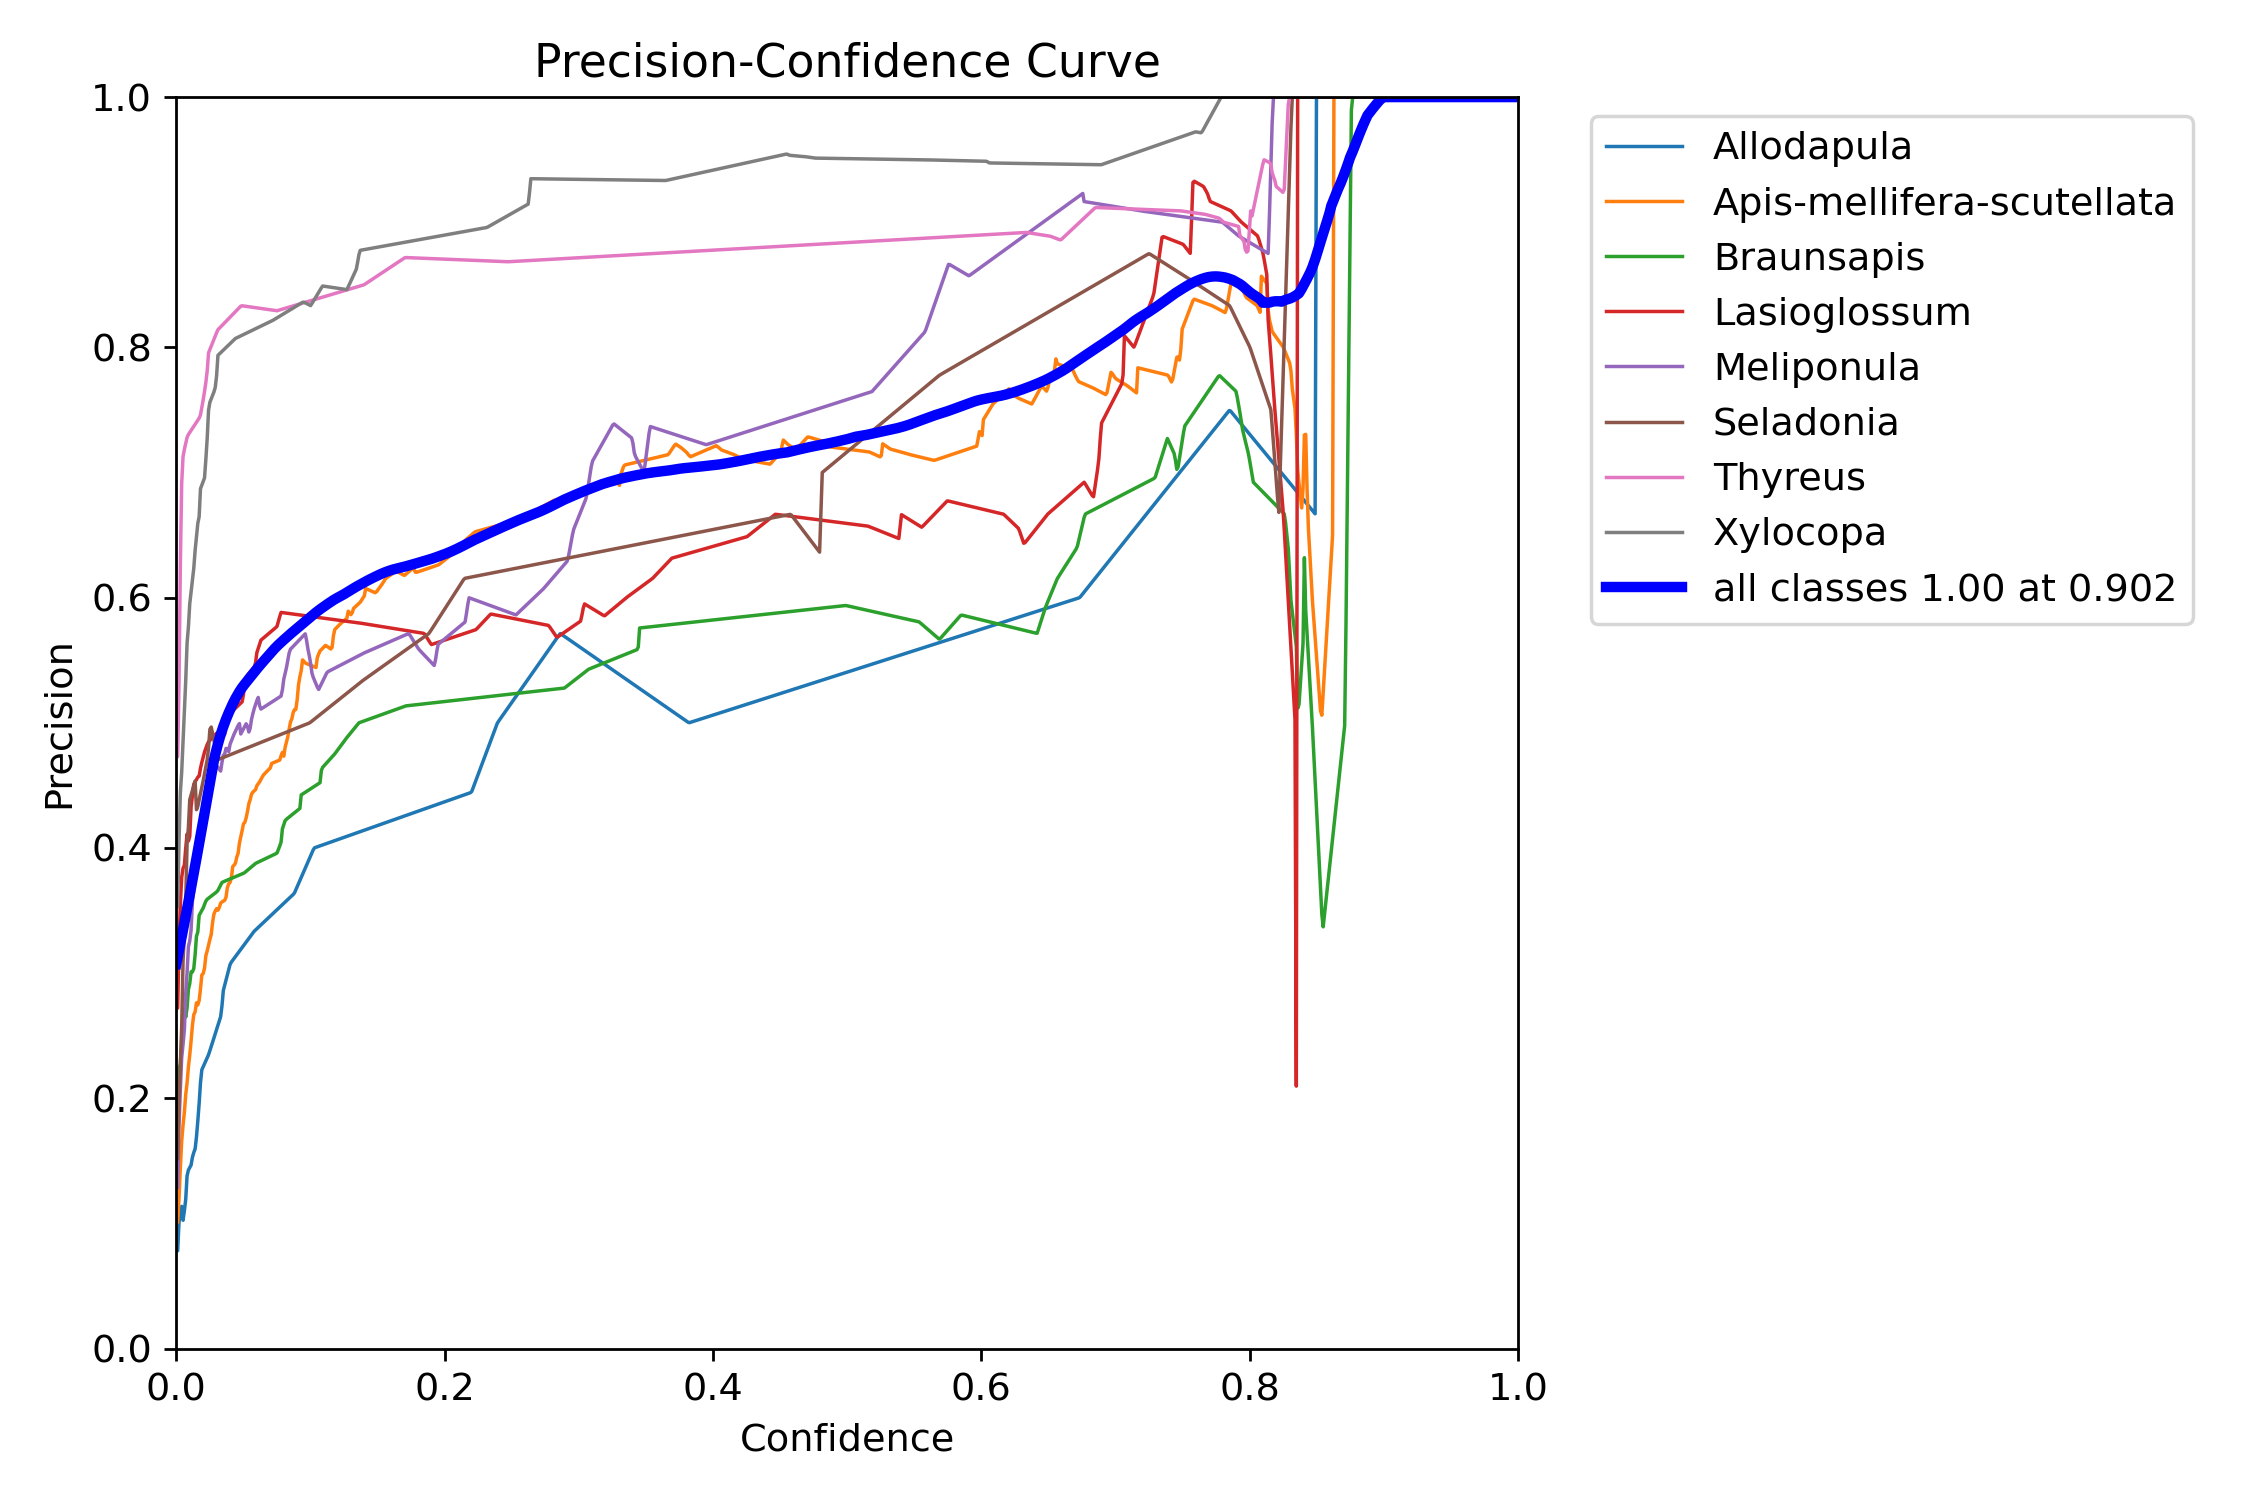 Precision-Confidence Curve
1.0
0.8
0.6
0.4
0.2
0.0
Precision
0.0 0.2 0.4 0.6 0.8 1.0
Confidence
Allodapula
Apis-mellifera-scutellata
Braunsapis
Lasioglossum
Meliponula
Seladonia
Thyreus
Xylocopa
all classes 1.00 at 0.902